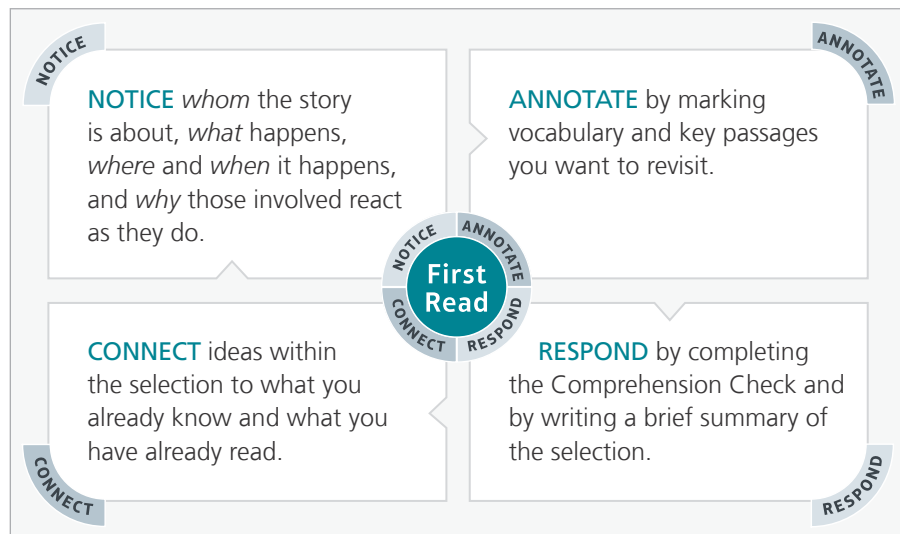 NOTICE
NOTICE whom the story
is about, what happens,
where and when it happens,
and why those involved react
as they do.
ANNOTATE
ANNOTATE by marking
vocabulary and key passages
you want to revisit.
NOTICE
ANNOTATE
First
Read
CONNECT
RESPOND
CONNECT ideas within
the selection to what you
already know and what you
have already read.
CONNECT
RESPOND by completing
the Comprehension Check and
by writing a brief summary of
the selection.
RESPOND